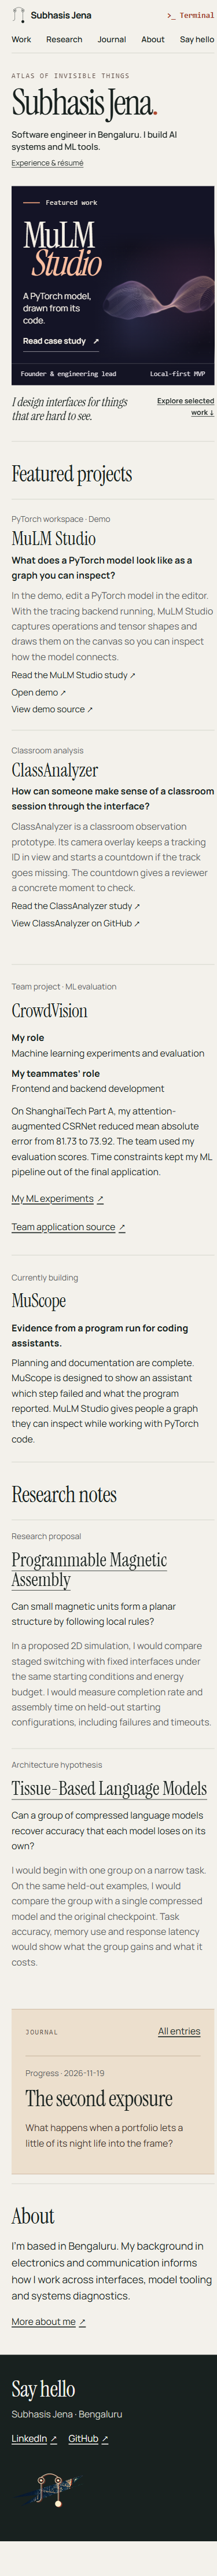 Subhasis Jena
>_ Terminal
Work Research Journal About Say hello
ATLAS OF INVISIBLE THINGS
Subhasis Jena.
Software engineer in Bengaluru. I build AI
systems and ML tools.
Experience & résumé
Featured work
MuLM
Studio
A PyTorch model,
drawn from its
code.
Read case study ↗
Founder & engineering lead
Local-first MVP
I design interfaces for things
that are hard to see.
Explore selected
work ↓
Featured projects
PyTorch workspace · Demo
MuLM Studio
What does a PyTorch model look like as a
graph you can inspect?
In the demo, edit a PyTorch model in the editor.
With the tracing backend running, MuLM Studio
captures operations and tensor shapes and
draws them on the canvas so you can inspect
how the model connects.
Read the MuLM Studio study ↗
Open demo ↗
View demo source ↗
Classroom analysis
ClassAnalyzer
How can someone make sense of a classroom
session through the interface?
ClassAnalyzer is a classroom observation
prototype. Its camera overlay keeps a tracking
ID in view and starts a countdown if the track
goes missing. The countdown gives a reviewer
a concrete moment to check.
Read the ClassAnalyzer study ↗
View ClassAnalyzer on GitHub ↗
Team project · ML evaluation
CrowdVision
My role
Machine learning experiments and evaluation
My teammates' role
Frontend and backend development
On ShanghaiTech Part A, my attention-
augmented CSRNet reduced mean absolute
error from 81.73 to 73.92. The team used my
evaluation scores. Time constraints kept my ML
pipeline out of the final application.
My ML experiments ↗
Team application source ↗
Currently building
MuScope
Evidence from a program run for coding
assistants.
Planning and documentation are complete.
MuScope is designed to show an assistant
which step failed and what the program
reported. MuLM Studio gives people a graph
they can inspect while working with PyTorch
code.
Research notes
Research proposal
Programmable Magnetic
Assembly
Can small magnetic units form a planar
structure by following local rules?
In a proposed 2D simulation, I would compare
staged switching with fixed interfaces under
the same starting conditions and energy
budget. I would measure completion rate and
assembly time on held-out starting
configurations, including failures and timeouts.
Architecture hypothesis
Tissue-Based Language Models
Can a group of compressed language models
recover accuracy that each model loses on its
own?
I would begin with one group on a narrow task.
On the same held-out examples, I would
compare the group with a single compressed
model and the original checkpoint. Task
accuracy, memory use and response latency
would show what the group gains and what it
costs.
JOURNAL
All entries
Progress · 2026-11-19
The second exposure
What happens when a portfolio lets a
little of its night life into the frame?
About
I'm based in Bengaluru. My background in
electronics and communication informs
how I work across interfaces, model tooling
and systems diagnostics.
More about me ↗
Say hello
Subhasis Jena · Bengaluru
LinkedIn ↗ GitHub ↗